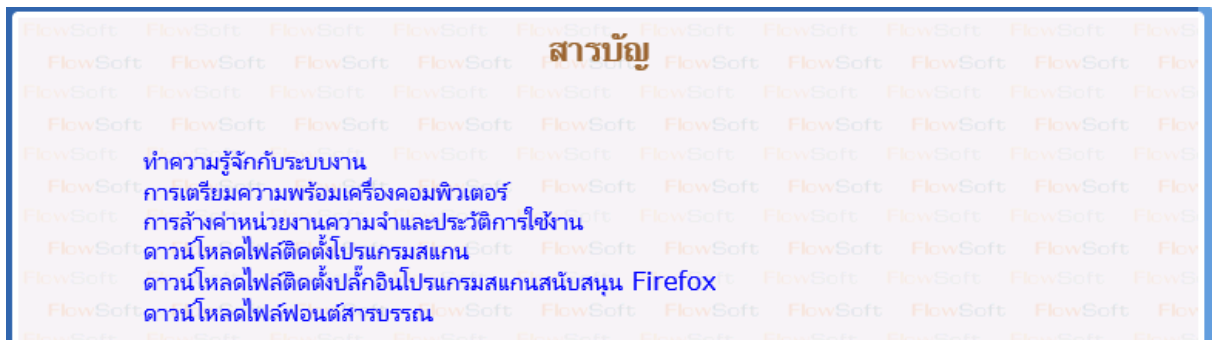 สารบัญ
ทำความรู้จักกับระบบงาน
การเตรียมความพร้อมเครื่องคอมพิวเตอร์
การล้างค่าหน่วยงานความจำและประวัติการใช้งาน
ดาวน์โหลดไฟล์ติดตั้งโปรแกรมสแกน
ดาวน์โหลดไฟล์ติดตั้งปลั๊กอินโปรแกรมสแกนสนับสนุน Firefox
ดาวน์โหลดไฟล์ฟอนต์สารบรรณ